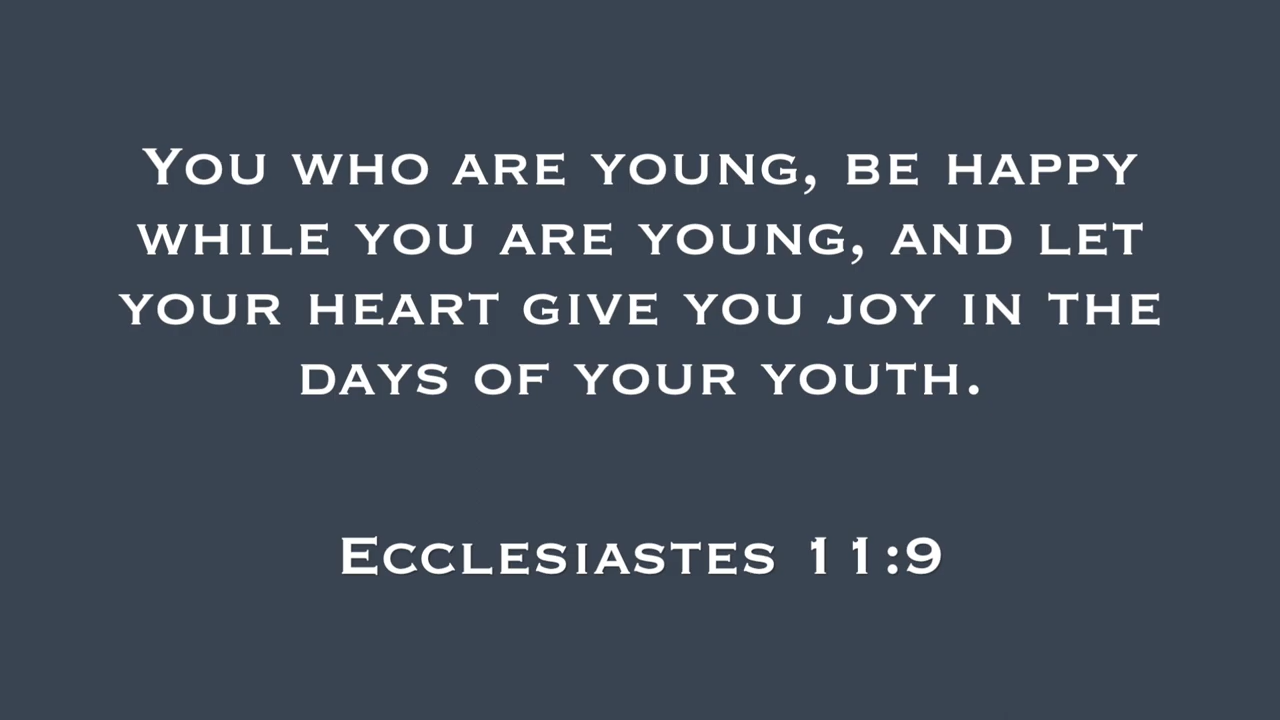 You who are young, be happy
while you are young, and let
your heart give you joy in the
days of your youth.
Ecclesiastes 11:9